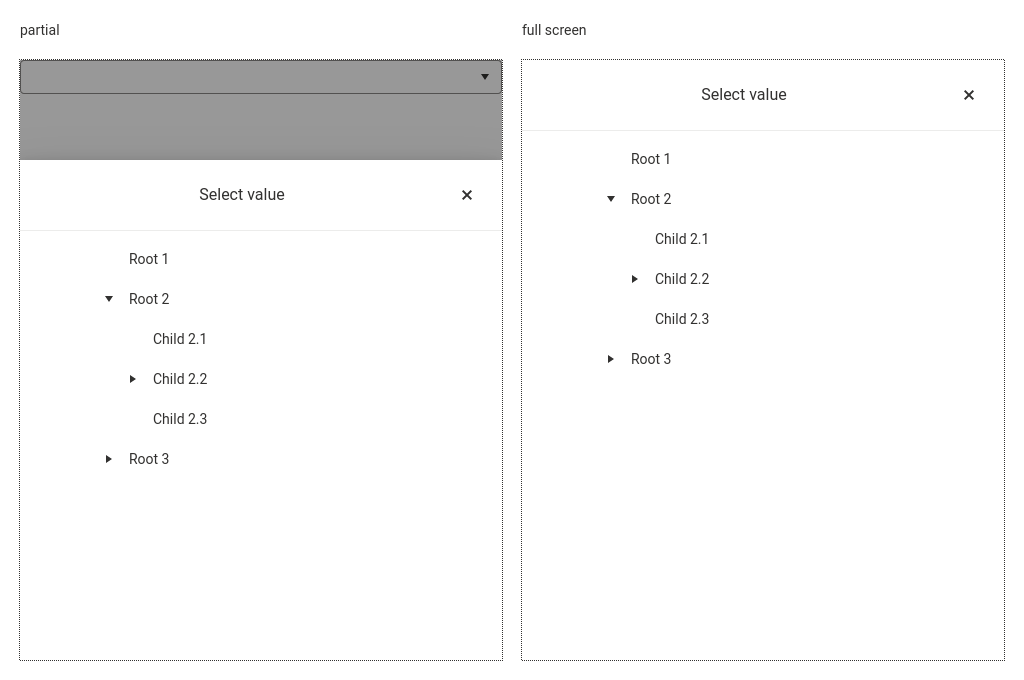 partial
Select value
Root 1
Root 2
Child 2.1
Child 2.2
Child 2.3
Root 3
full screen
Select value
Root 1
Root 2
Child 2.1
Child 2.2
Child 2.3
Root 3